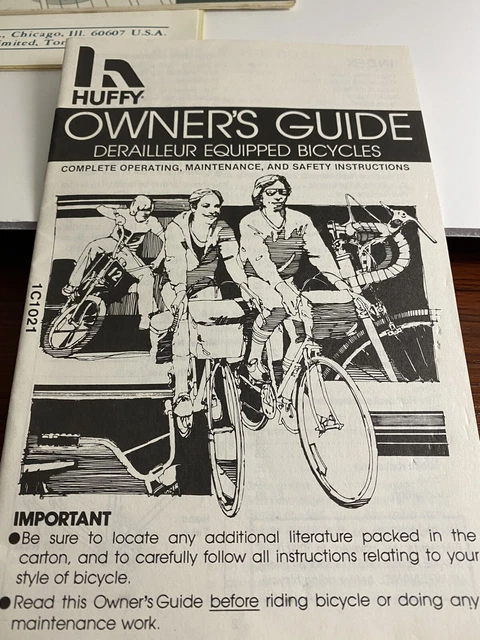 , Chicago, Ill. 60607 U.S.A.
imited, Tor
HUFFY
OWNER'S GUIDE
DERAILLEUR EQUIPPED BICYCLES
COMPLETE OPERATING, MAINTENANCE, AND SAFETY INSTRUCTIONS
12
1C1021
IMPORTANT
●Be sure to locate any additional literature packed in the
carton, and to carefully follow all instructions relating to your
style of bicycle.
●Read this Owner's Guide before riding bicycle or doing any
maintenance work.